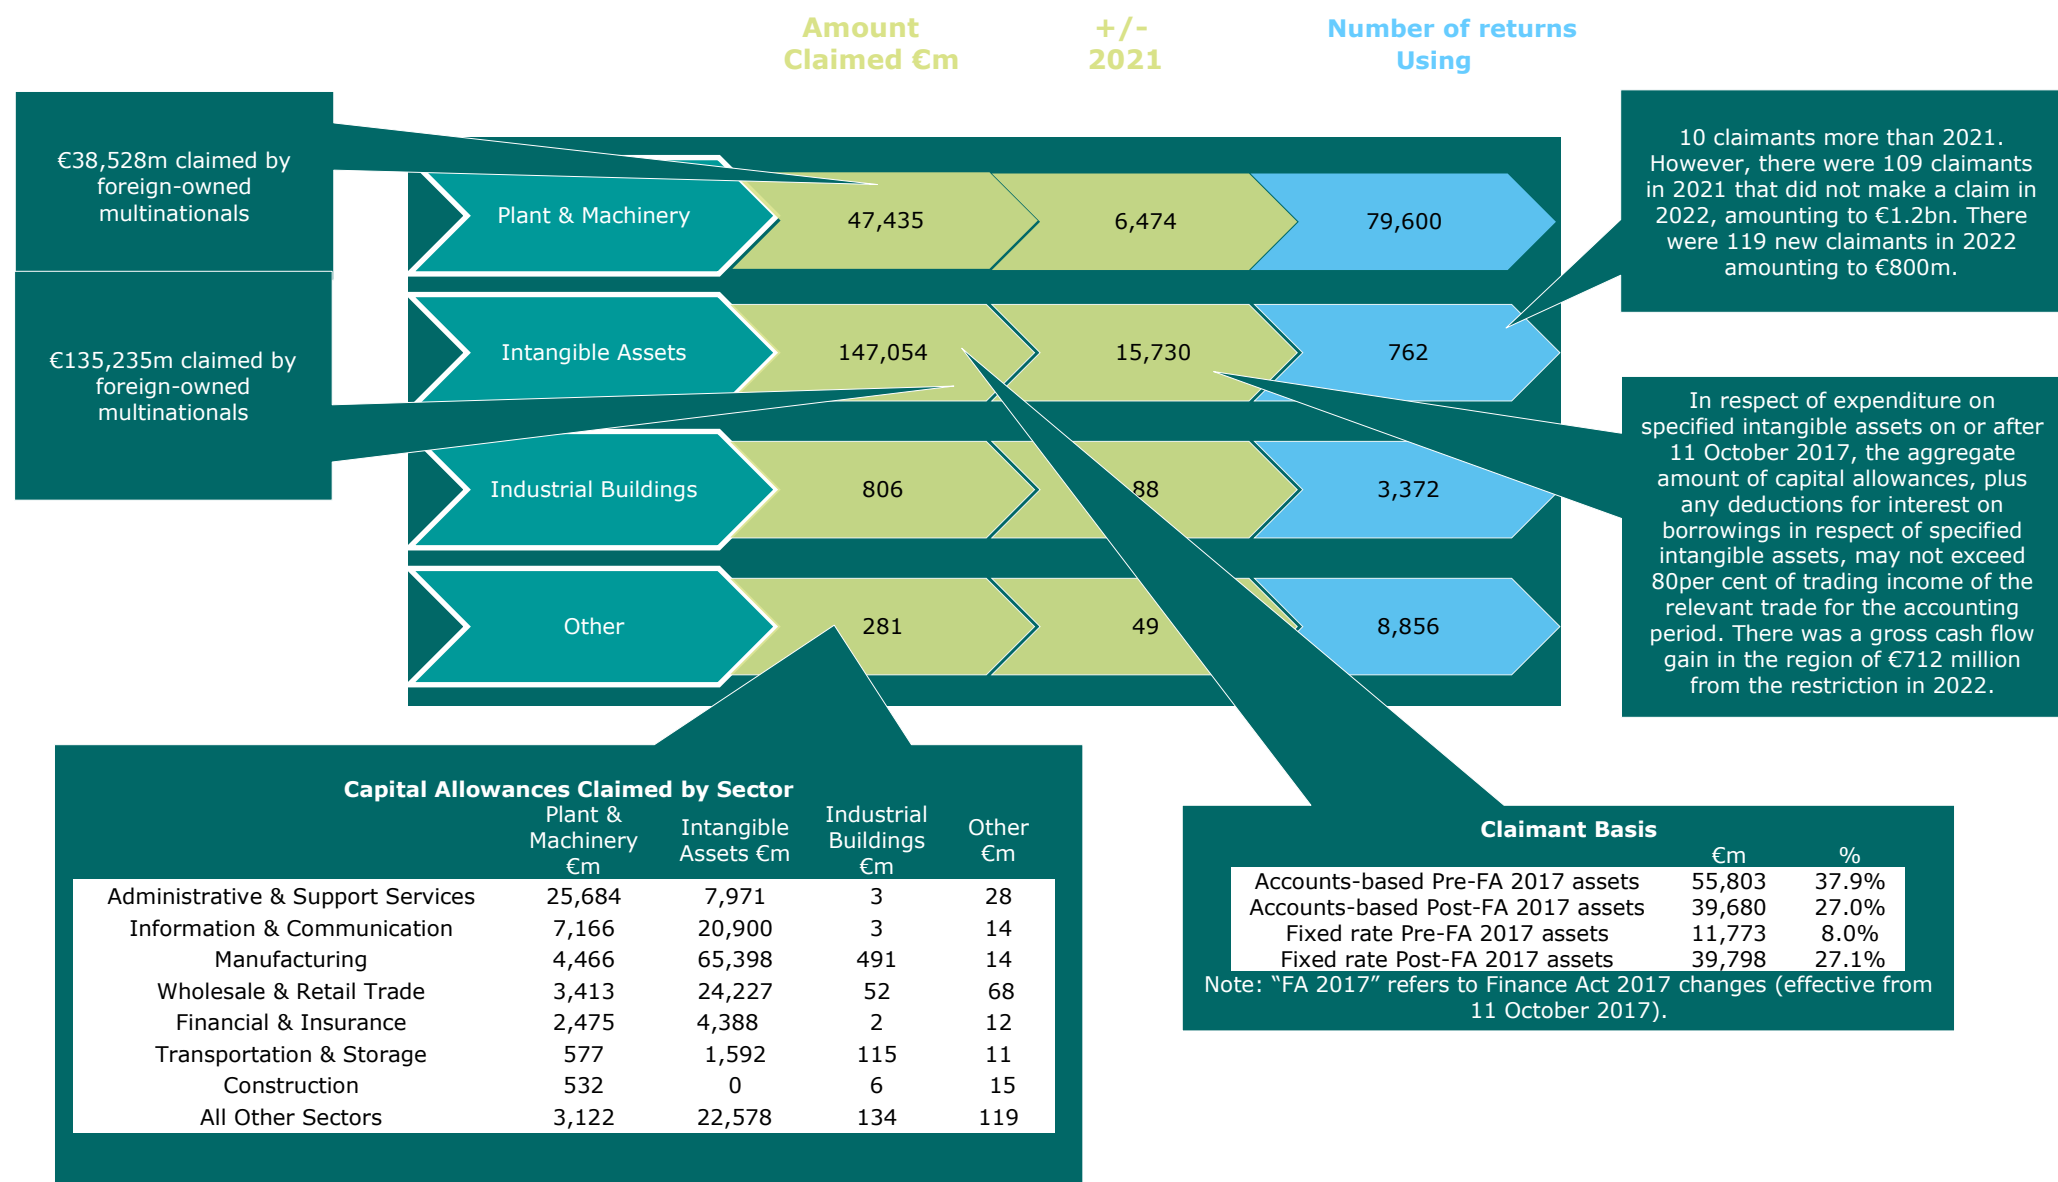 Amount
Claimed €m
+/-
2021
Number of returns
Using
€38,528m claimed by
foreign-owned
multinationals
Plant & Machinery
47,435
6,474
79,600
10 claimants more than 2021.
However, there were 109 claimants
in 2021 that did not make a claim in
2022, amounting to €1.2bn. There
were 119 new claimants in 2022
amounting to €800m.
€135,235m claimed by
foreign-owned
multinationals
Intangible Assets
147,054
15,730
762
In respect of expenditure on
specified intangible assets on or after
11 October 2017, the aggregate
amount of capital allowances, plus
any deductions for interest on
borrowings in respect of specified
intangible assets, may not exceed
80per cent of trading income of the
relevant trade for the accounting
period. There was a gross cash flow
gain in the region of €712 million
from the restriction in 2022.
Industrial Buildings
806
88
3,372
Other
281
49
8,856
Capital Allowances Claimed by Sector
Plant &
Machinery
€m
Intangible
Assets €m
Industrial
Buildings
€m
Other
€m
Administrative & Support Services 25,684 7,971 3 28
Information & Communication 7,166 20,900 3 14
Manufacturing 4,466 65,398 491 14
Wholesale & Retail Trade 3,413 24,227 52 68
Financial & Insurance 2,475 4,388 2 12
Transportation & Storage 577 1,592 115 11
Construction 532 0 6 15
All Other Sectors 3,122 22,578 134 119
Claimant Basis
€m %
Accounts-based Pre-FA 2017 assets 55,803 37.9%
Accounts-based Post-FA 2017 assets 39,680 27.0%
Fixed rate Pre-FA 2017 assets 11,773 8.0%
Fixed rate Post-FA 2017 assets 39,798 27.1%
Note: “FA 2017” refers to Finance Act 2017 changes (effective from
11 October 2017).